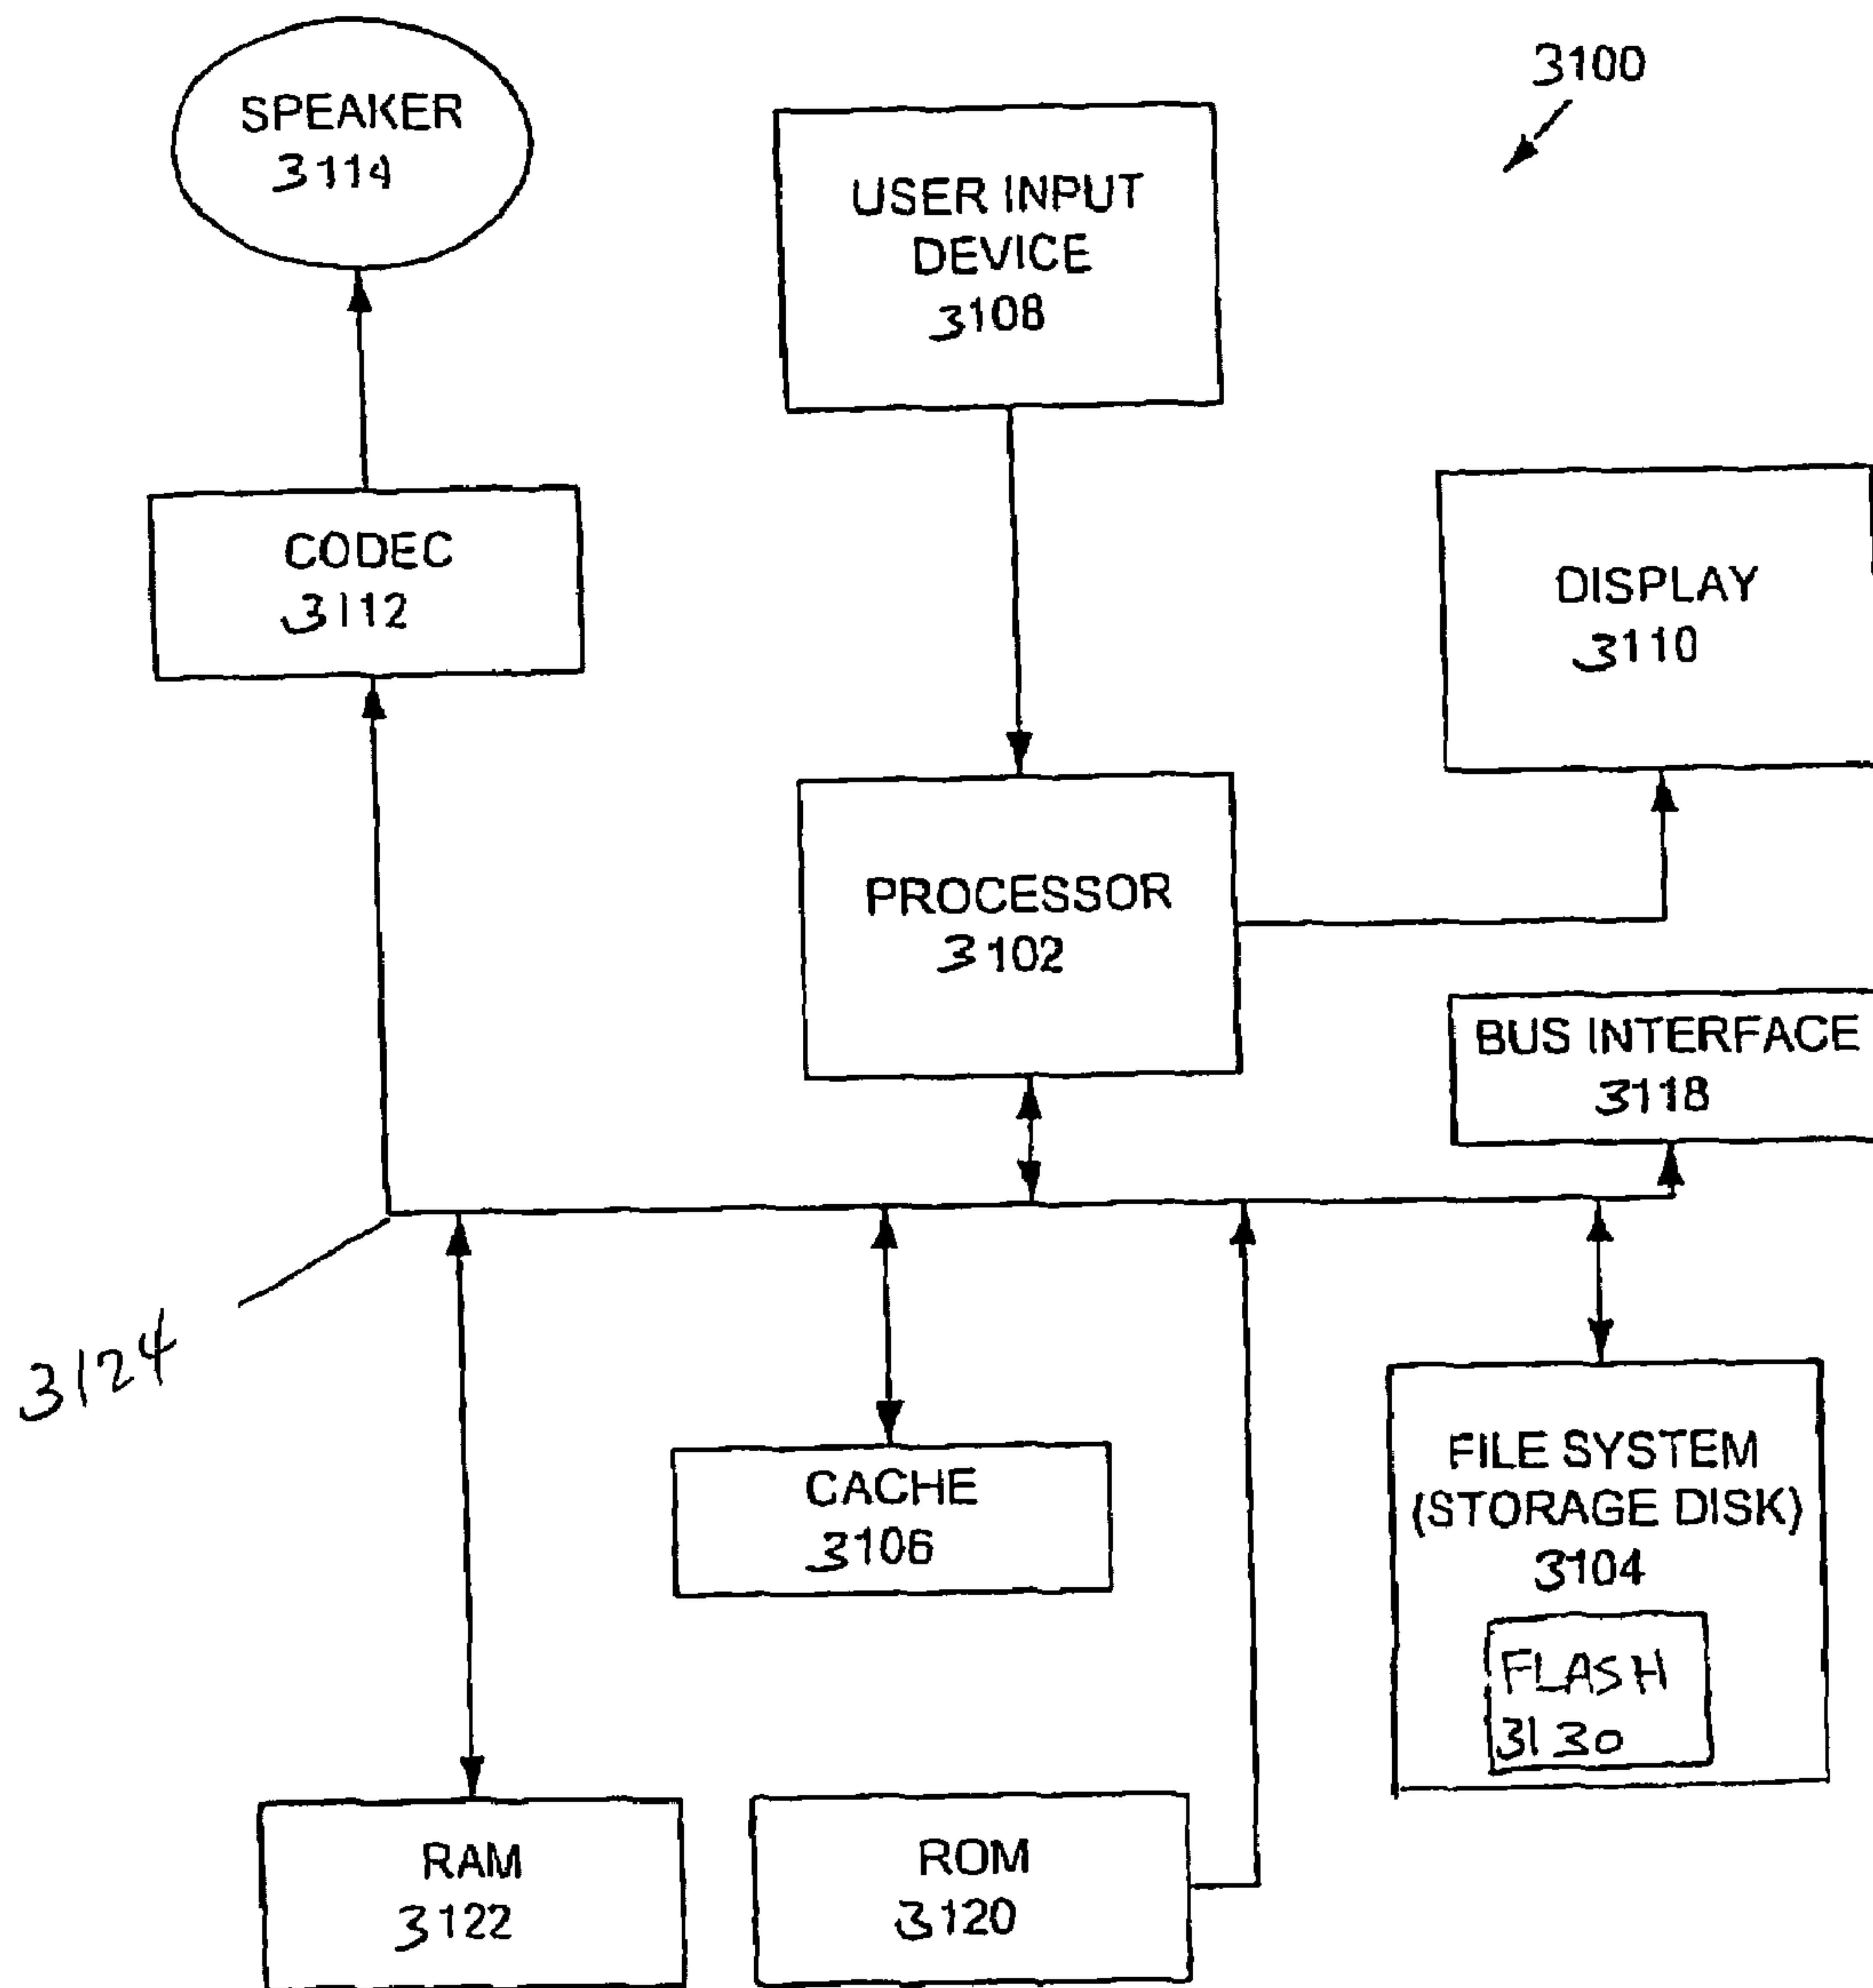 SPEAKER
3114
3100
USER INPUT
DEVICE
3108
CODEC
3112
DISPLAY
3110
PROCESSOR
3102
BUS INTERFACE
3118
3124
CACHE
3106
FILE SYSTEM
(STORAGE DISK)
3104
FLASH
3130
RAM
3122
ROM
3120